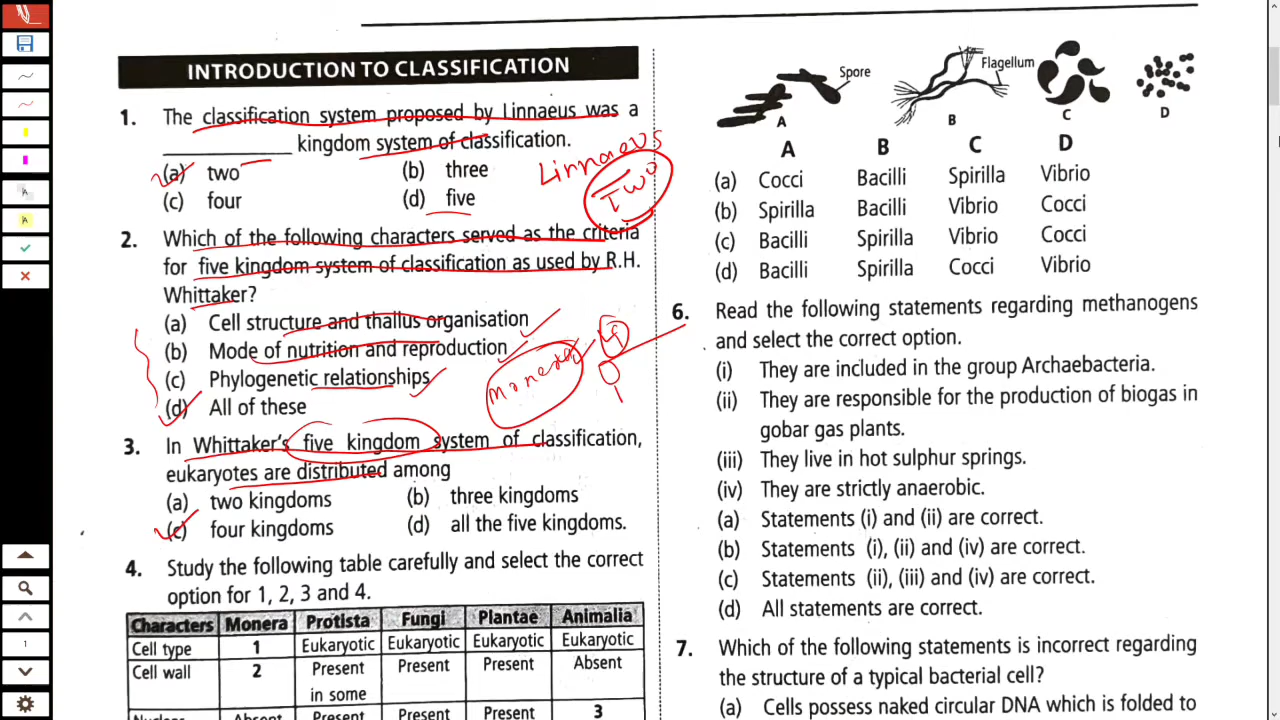 INTRODUCTION TO CLASSIFICATION
1. The classification system proposed by Linnaeus was a
____________ kingdom system of classification.
(a) two (b) three
(c) four (d) five
Linnaeus
Two
2. Which of the following characters served as the criteria
for five kingdom system of classification as used by R.H.
Whittaker?
(a) Cell structure and thallus organisation
(b) Mode of nutrition and reproduction
(c) Phylogenetic relationships
(d) All of these
Monera
4
3. In Whittaker's five kingdom system of classification,
eukaryotes are distributed among
(a) two kingdoms (b) three kingdoms
(c) four kingdoms (d) all the five kingdoms.
4. Study the following table carefully and select the correct
option for 1, 2, 3 and 4.
Characters Monera Protista Fungi Plantae Animalia
Cell type 1 Eukaryotic Eukaryotic Eukaryotic Eukaryotic
Cell wall 2 Present in some Present Present Absent
Absent Present Present Present 3
Spore
Flagellum
A B C D
A B C D
(a) Cocci Bacilli Spirilla Vibrio
(b) Spirilla Bacilli Vibrio Cocci
(c) Bacilli Spirilla Vibrio Cocci
(d) Bacilli Spirilla Cocci Vibrio
6. Read the following statements regarding methanogens
and select the correct option.
(i) They are included in the group Archaebacteria.
(ii) They are responsible for the production of biogas in
gobar gas plants.
(iii) They live in hot sulphur springs.
(iv) They are strictly anaerobic.
(a) Statements (i) and (ii) are correct.
(b) Statements (i), (ii) and (iv) are correct.
(c) Statements (ii), (iii) and (iv) are correct.
(d) All statements are correct.
7. Which of the following statements is incorrect regarding
the structure of a typical bacterial cell?
(a) Cells possess naked circular DNA which is folded to
A
A
1